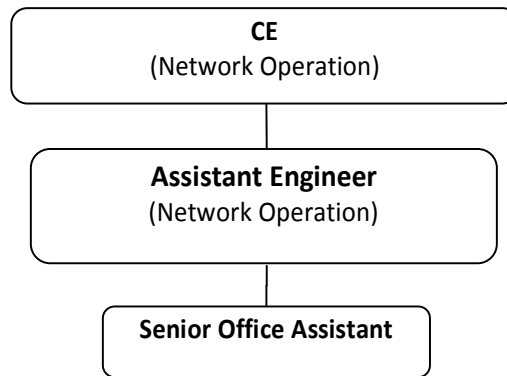 CE
(Network Operation)
Assistant Engineer
(Network Operation)
Senior Office Assistant